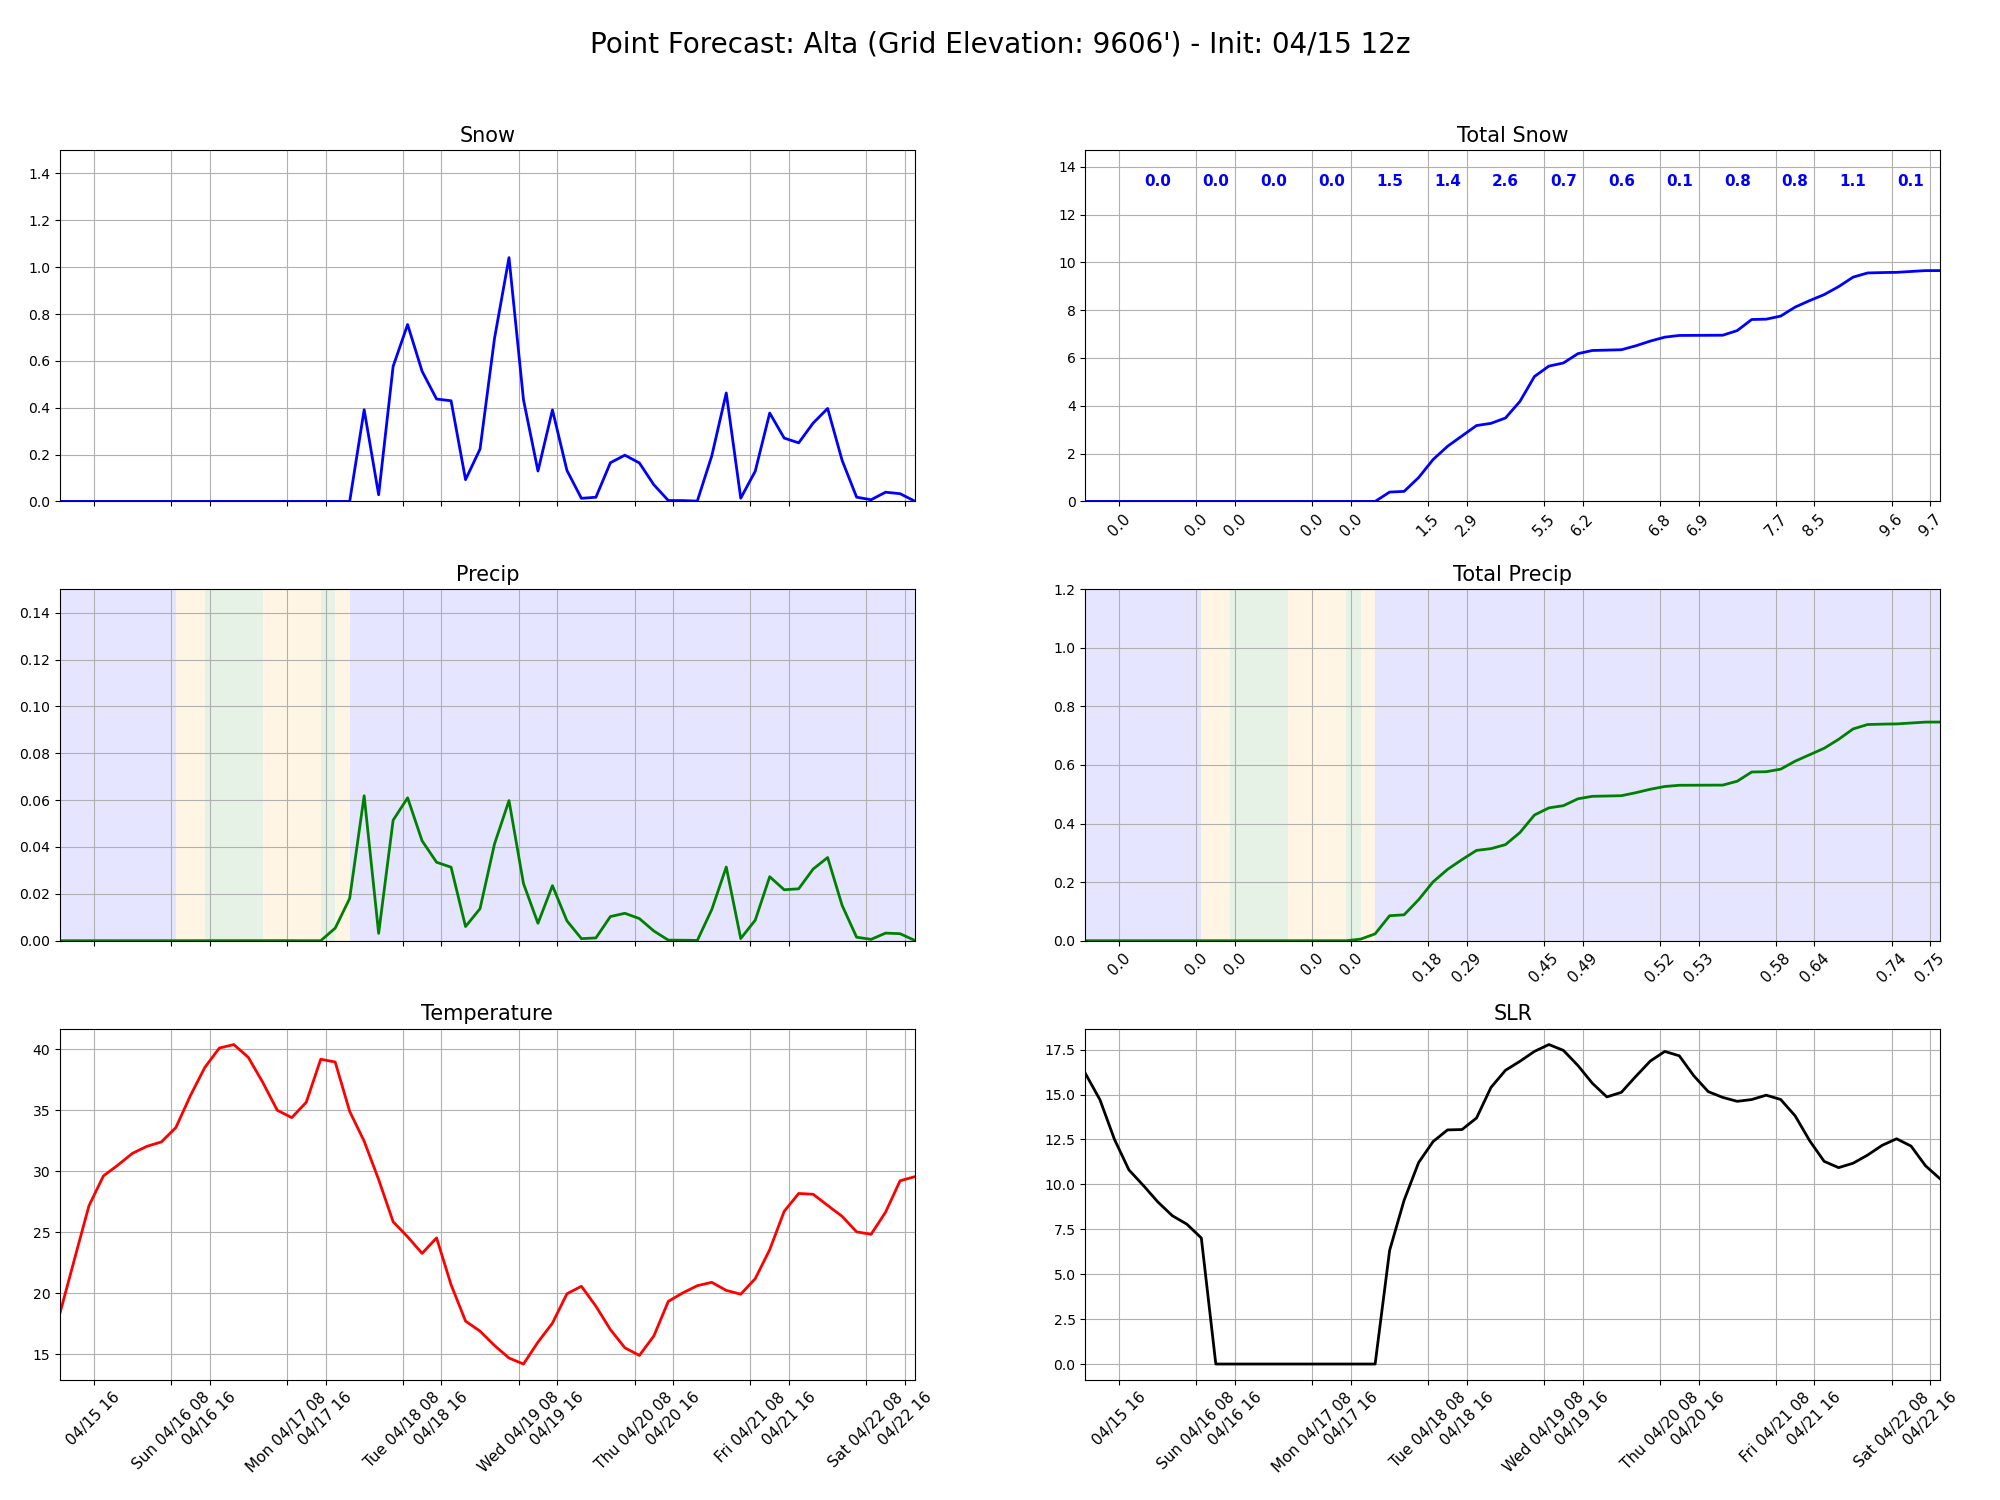 Point Forecast: Alta (Grid Elevation: 9606') - Init: 04/15 12z
Snow
1.4
1.2
1.0
0.8
0.6
0.4
0.2
0.0
Total Snow
14
12
10
8
6
4
2
0
0.0 0.0 0.0 0.0 1.5 1.4 2.6 0.7 0.6 0.1 0.8 0.8 1.1 0.1
0.0 0.0 0.0 0.0 0.0 1.5 2.9 5.5 6.2 6.8 6.9 7.7 8.5 9.6 9.7
Precip
0.14
0.12
0.10
0.08
0.06
0.04
0.02
0.00
Total Precip
1.2
1.0
0.8
0.6
0.4
0.2
0.0
0.0 0.0 0.0 0.0 0.0 0.18 0.29 0.45 0.49 0.52 0.53 0.58 0.64 0.74 0.75
Temperature
40
35
30
25
20
15
04/15 16
Sun 04/16 08
04/16 16
Mon 04/17 08
04/17 16
Tue 04/18 08
04/18 16
Wed 04/19 08
04/19 16
Thu 04/20 08
04/20 16
Fri 04/21 08
04/21 16
Sat 04/22 08
04/22 16
SLR
17.5
15.0
12.5
10.0
7.5
5.0
2.5
0.0
04/15 16
Sun 04/16 08
04/16 16
Mon 04/17 08
04/17 16
Tue 04/18 08
04/18 16
Wed 04/19 08
04/19 16
Thu 04/20 08
04/20 16
Fri 04/21 08
04/21 16
Sat 04/22 08
04/22 16